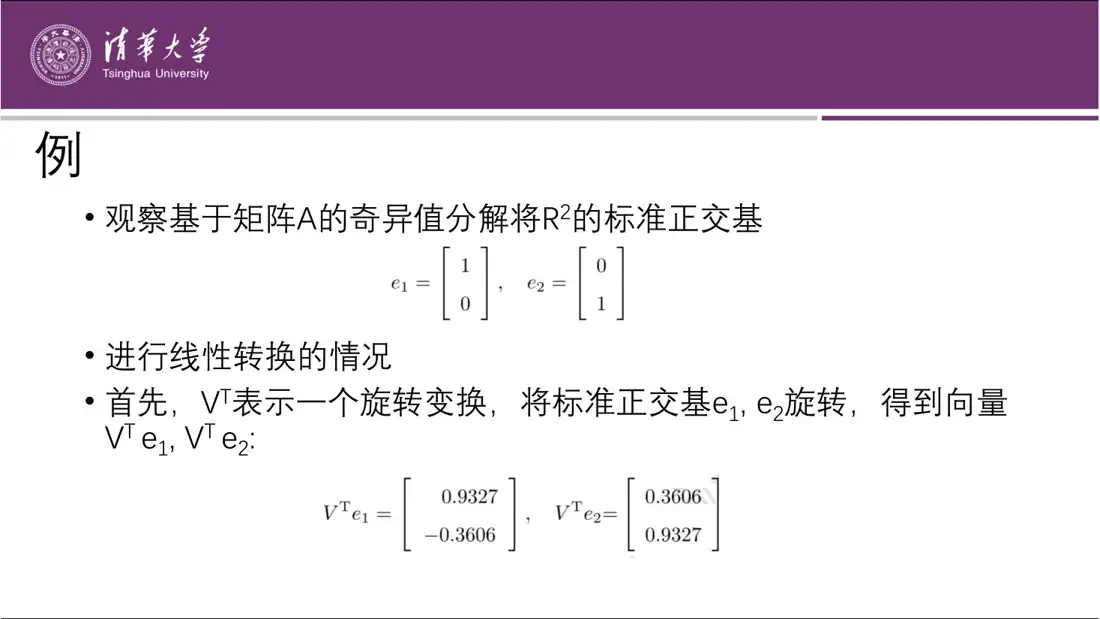 清华大学
Tsinghua University
例
• 观察基于矩阵A的奇异值分解将R²的标准正交基
e₁ = [ 1 0 ] , e₂ = [ 0 1 ]
• 进行线性转换的情况
• 首先，Vᵀ表示一个旋转变换，将标准正交基e₁, e₂旋转，得到向量
Vᵀ e₁, Vᵀ e₂:
Vᵀe₁ = [ 0.9327 −0.3606 ] , Vᵀe₂= [ 0.3606 0.9327 ]